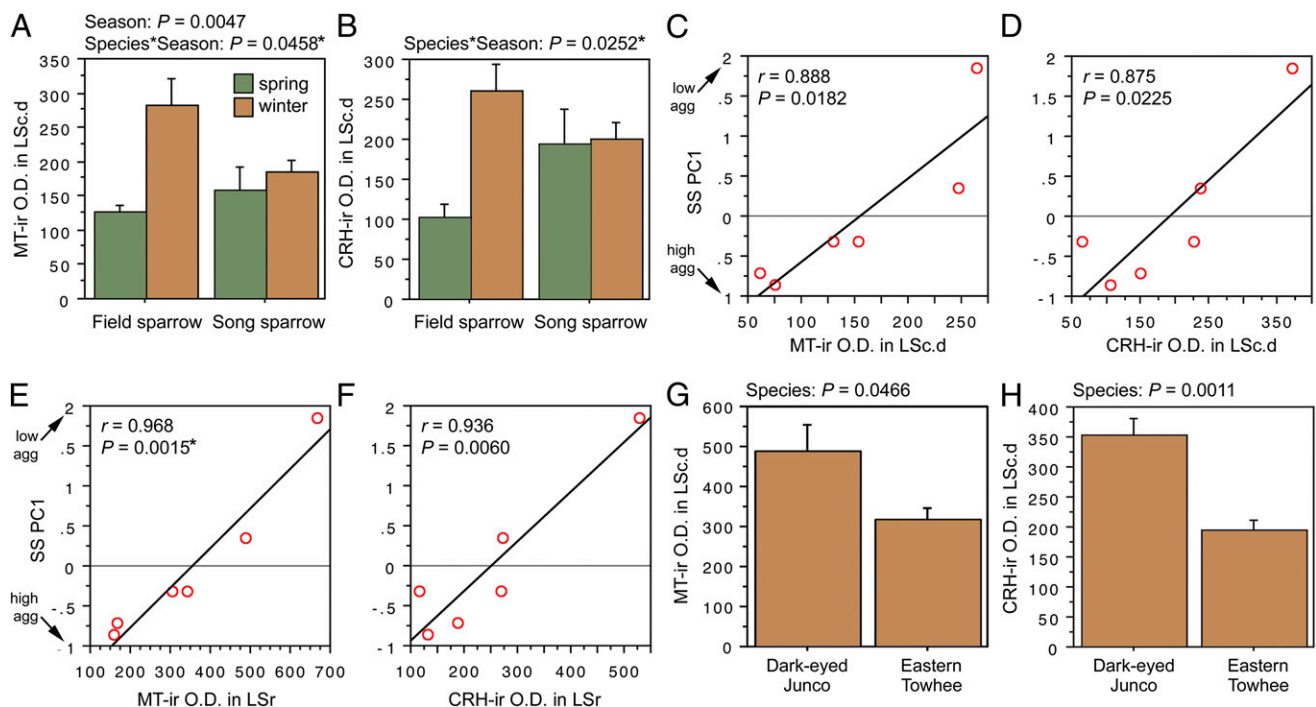 A
Season: P = 0.0047
Species*Season: P = 0.0458*
MT-ir O.D. in LSc.d
350
300
250
200
150
100
50
0
spring
winter
Field sparrow Song sparrow
B
Species*Season: P = 0.0252*
CRH-ir O.D. in LSc.d
300
250
200
150
100
50
0
Field sparrow Song sparrow
C
low agg
SS PC1
high agg
2
1.5
1
.5
0
-.5
1
r = 0.888
P = 0.0182
50 100 150 200 250
MT-ir O.D. in LSc.d
D
2
1.5
1
.5
0
-.5
-1
r = 0.875
P = 0.0225
50 150 250 350
CRH-ir O.D. in LSc.d
E
low agg
SS PC1
high agg
2
1.5
1
.5
0
-.5
-1
r = 0.968
P = 0.0015*
100 200 300 400 500 600 700
MT-ir O.D. in LSr
F
2
1.5
1
.5
0
-.5
-1
r = 0.936
P = 0.0060
100 200 300 400 500
CRH-ir O.D. in LSr
G
Species: P = 0.0466
MT-ir O.D. in LSc.d
600
500
400
300
200
100
0
Dark-eyed Junco
Eastern Towhee
H
Species: P = 0.0011
CRH-ir O.D. in LSc.d
400
350
300
250
200
150
100
50
0
Dark-eyed Junco
Eastern Towhee